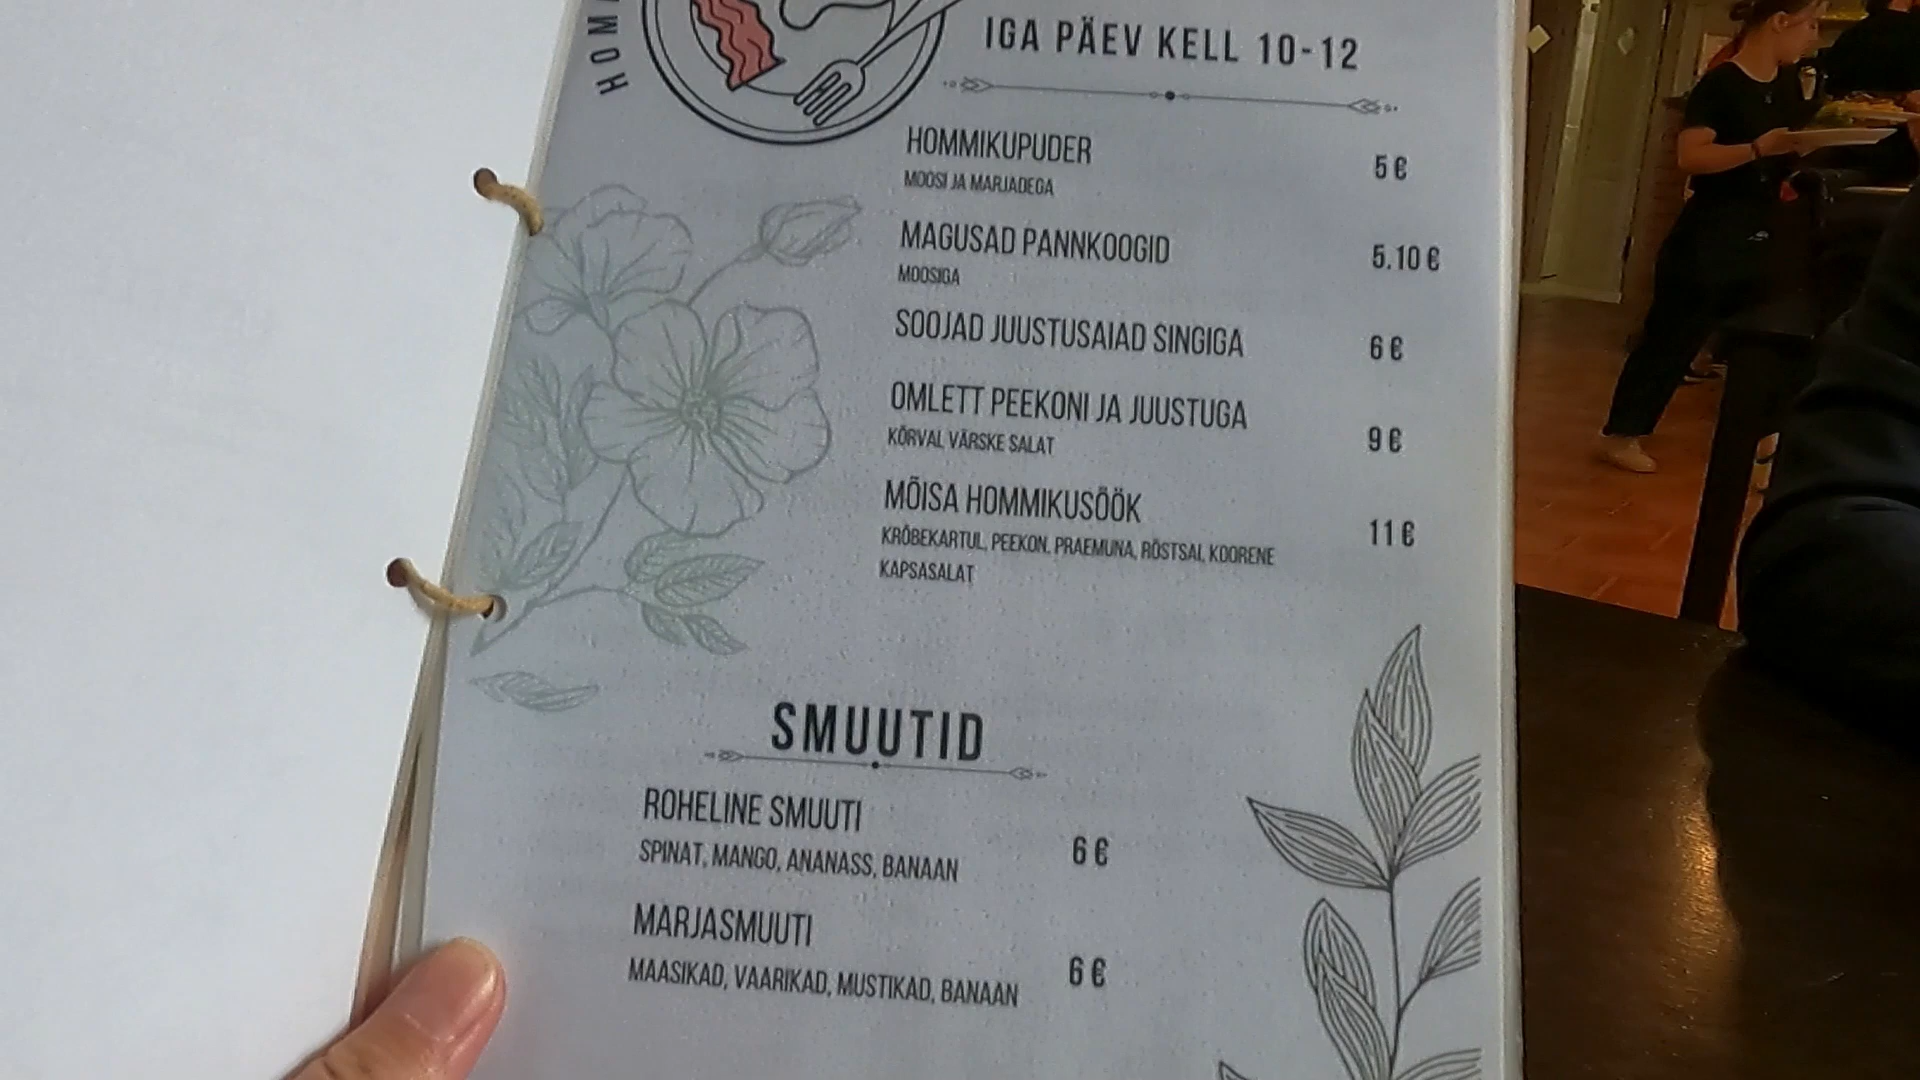 IGA PÄEV KELL 10-12
HOMMIKUPUDER
5 €
MOOSI JA MARJADEGA
MAGUSAD PANNKOOGID
5.10 €
MOOSIGA
SOOJAD JUUSTUSAIAD SINGIGA
6 €
OMLETT PEEKONI JA JUUSTUGA
9 €
KÕRVAL VÄRSKE SALAT
MÕISA HOMMIKUSÖÖK
11 €
KRÕBEKARTUL, PEEKON, PRAEMUNA, RÖSTSAI, KOORENE
KAPSASALAT
SMUUTID
ROHELINE SMUUTI
6 €
SPINAT, MANGO, ANANASS, BANAAN
MARJASMUUTI
6 €
MAASIKAD, VAARIKAD, MUSTIKAD, BANAAN